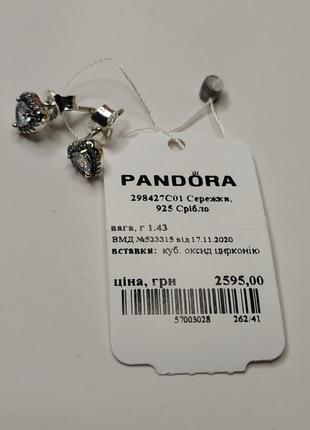 PANDORA
298427C01 Сережки,
925 Срібло
вага, г 1.43
ВМД №523315 від 17.11.2020
вставки: куб. оксид цирконію
ціна, грн 2595,00
57003028 262/41